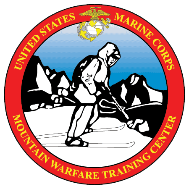 UNITED STATES MARINE CORPS
MOUNTAIN WARFARE TRAINING CENTER